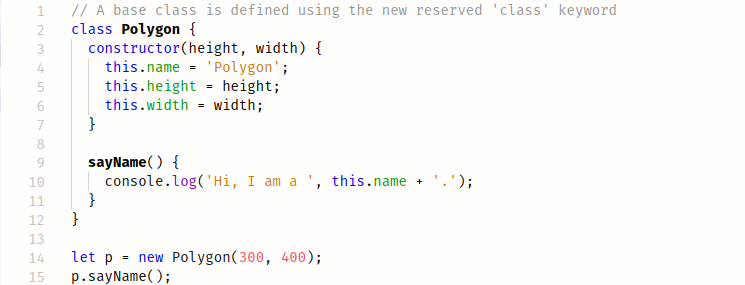 1 // A base class is defined using the new reserved 'class' keyword
2 class Polygon {
3   constructor(height, width) {
4     this.name = 'Polygon';
5     this.height = height;
6     this.width = width;
7   }
8
9   sayName() {
10     console.log('Hi, I am a ', this.name + '.');
11   }
12 }
13
14 let p = new Polygon(300, 400);
15 p.sayName();